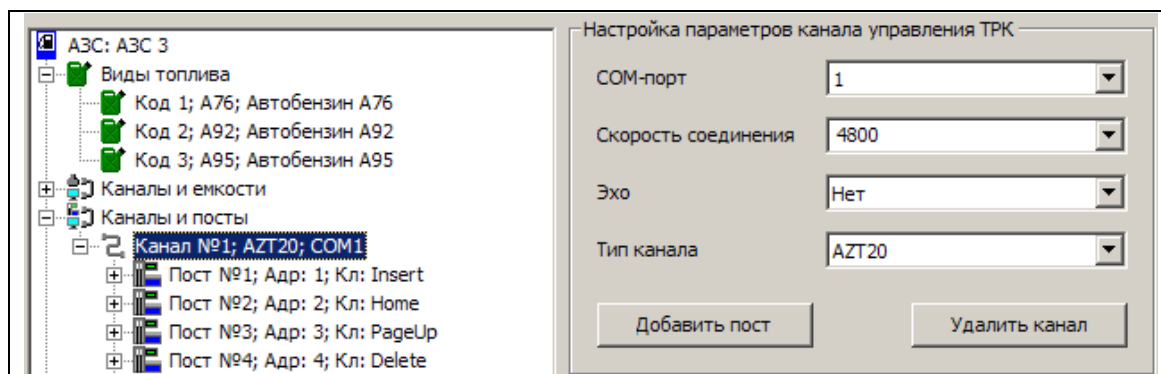 АЗС: АЗС 3
Виды топлива
Код 1; А76; Автобензин А76
Код 2; А92; Автобензин А92
Код 3; А95; Автобензин А95
Каналы и емкости
Каналы и посты
Канал №1; AZT20; COM1
Пост №1; Адр: 1; Кл: Insert
Пост №2; Адр: 2; Кл: Home
Пост №3; Адр: 3; Кл: PageUp
Пост №4; Адр: 4; Кл: Delete
Настройка параметров канала управления ТРК
COM-порт 1
Скорость соединения 4800
Эхо Нет
Тип канала AZT20
Добавить пост Удалить канал